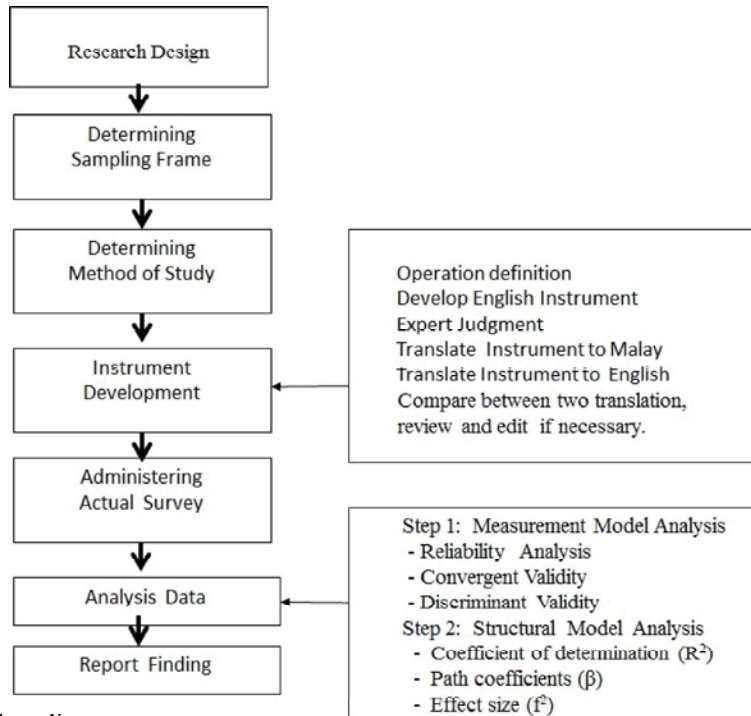 Research Design
Determining
Sampling Frame
Determining
Method of Study
Instrument
Development
Administering
Actual Survey
Analysis Data
Report Finding
Operation definition
Develop English Instrument
Expert Judgment
Translate Instrument to Malay
Translate Instrument to English
Compare between two translation,
review and edit if necessary.
Step 1: Measurement Model Analysis
- Reliability Analysis
- Convergent Validity
- Discriminant Validity
Step 2: Structural Model Analysis
- Coefficient of determination (R²)
- Path coefficients (β)
- Effect size (f²)